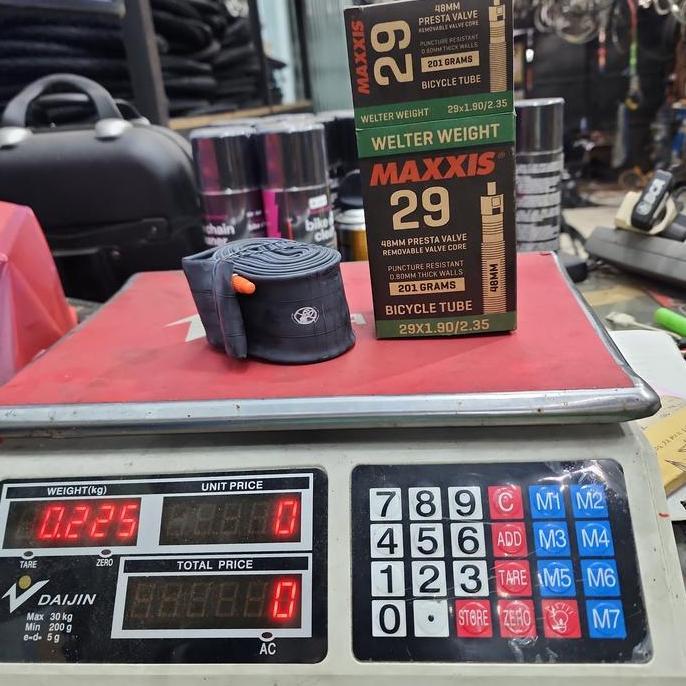 MAXXIS
29
48MM
PRESTA VALVE
REMOVABLE VALVE CORE
PUNCTURE RESISTANT
0.80MM THICK WALLS
201 GRAMS
BICYCLE TUBE
WELTER WEIGHT 29x1.90/2.35
WELTER WEIGHT
MAXXIS®
29
48MM PRESTA VALVE
REMOVABLE VALVE CORE
PUNCTURE RESISTANT
0.80MM THICK WALLS
201 GRAMS
BICYCLE TUBE
48MM
29X1.90/2.35
chain
bike
WEIGHT(kg) UNIT PRICE
0.225 0
TARE ZERO
TOTAL PRICE
0
AC
DAIJIN
Max 30 kg
Min 200 g
e=d= 5 g
7 8 9 C M1 M2
4 5 6 ADD M3 M4
1 2 3 TARE M5 M6
0 . STORE ZERO M7